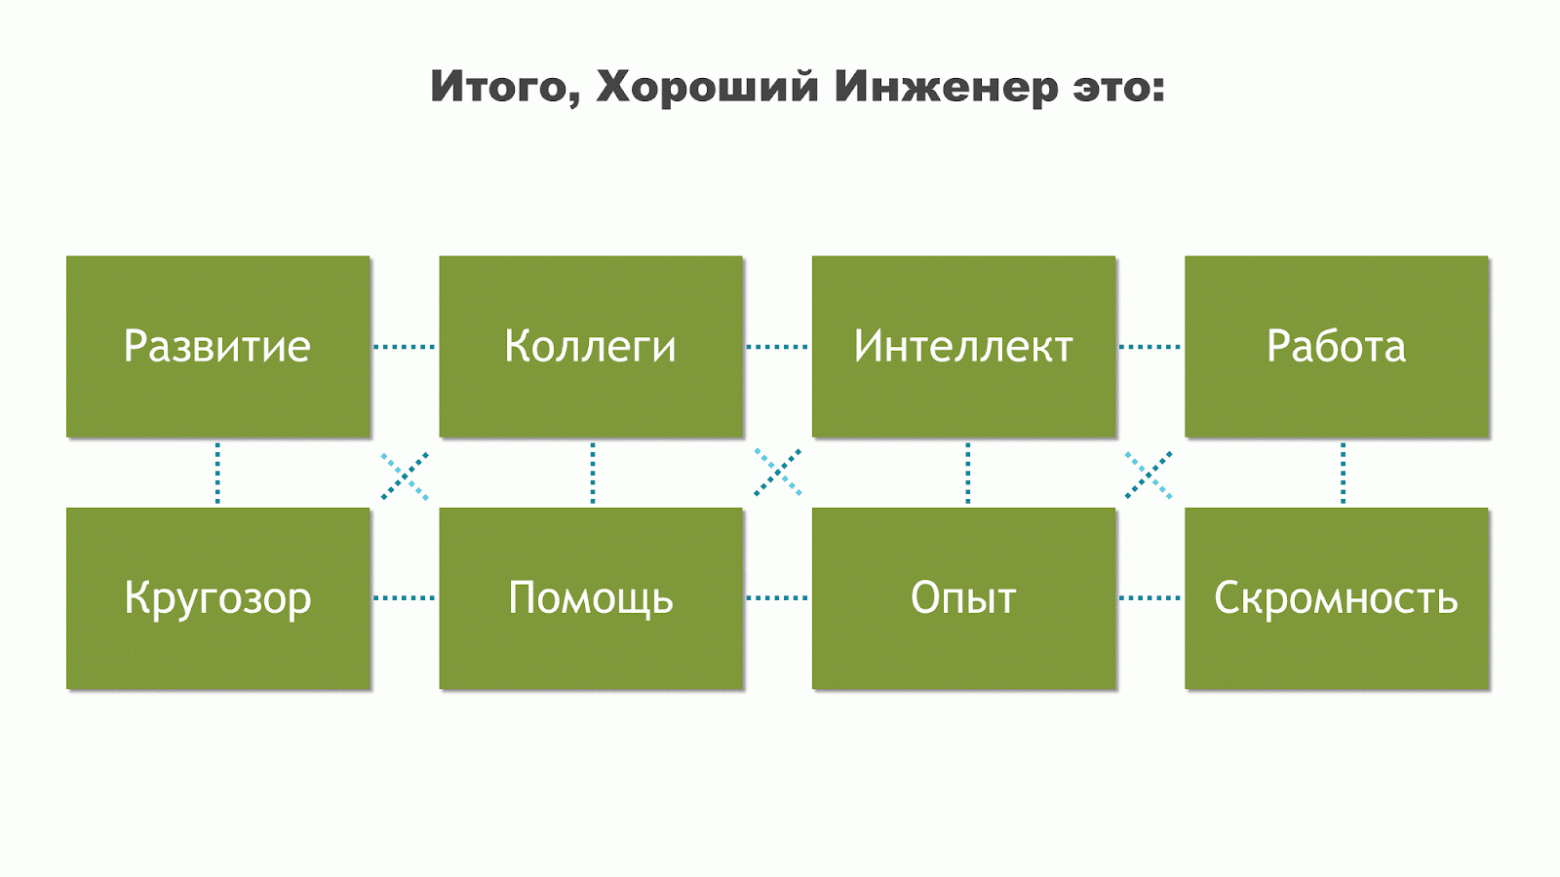 Итого, Хороший Инженер это:
Развитие
Коллеги
Интеллект
Работа
Кругозор
Помощь
Опыт
Скромность